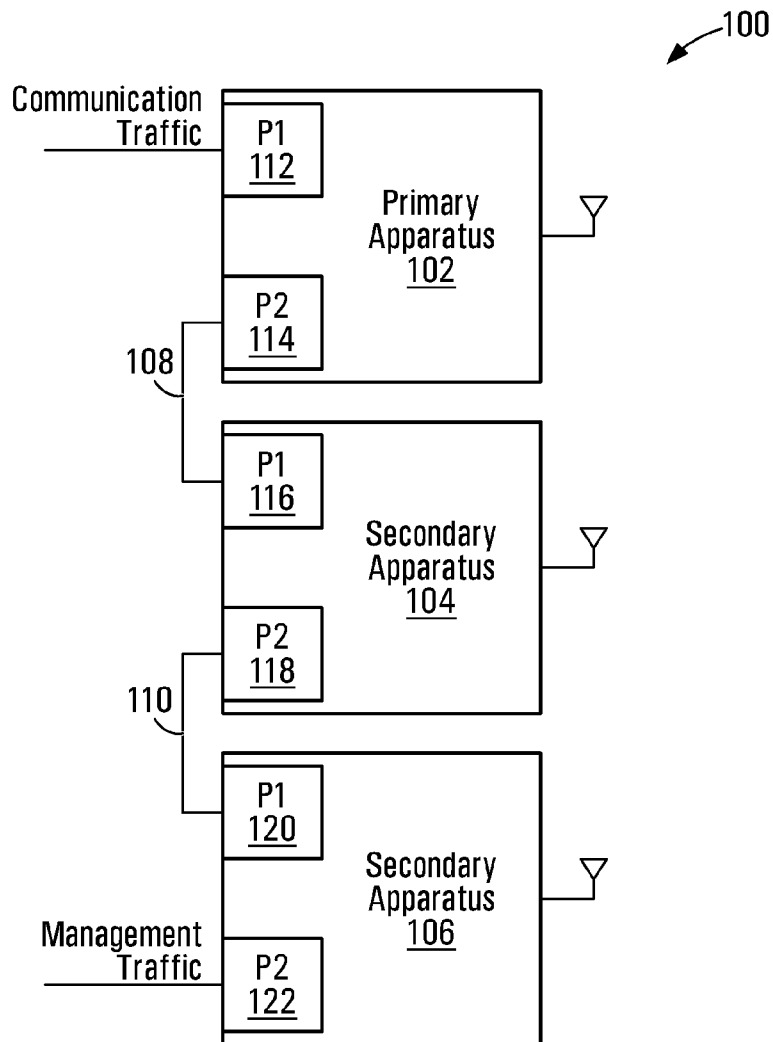 100
Communication
Traffic
P1
112
Primary
Apparatus
102
P2
114
108
P1
116
Secondary
Apparatus
104
P2
118
110
P1
120
Secondary
Apparatus
106
Management
Traffic
P2
122